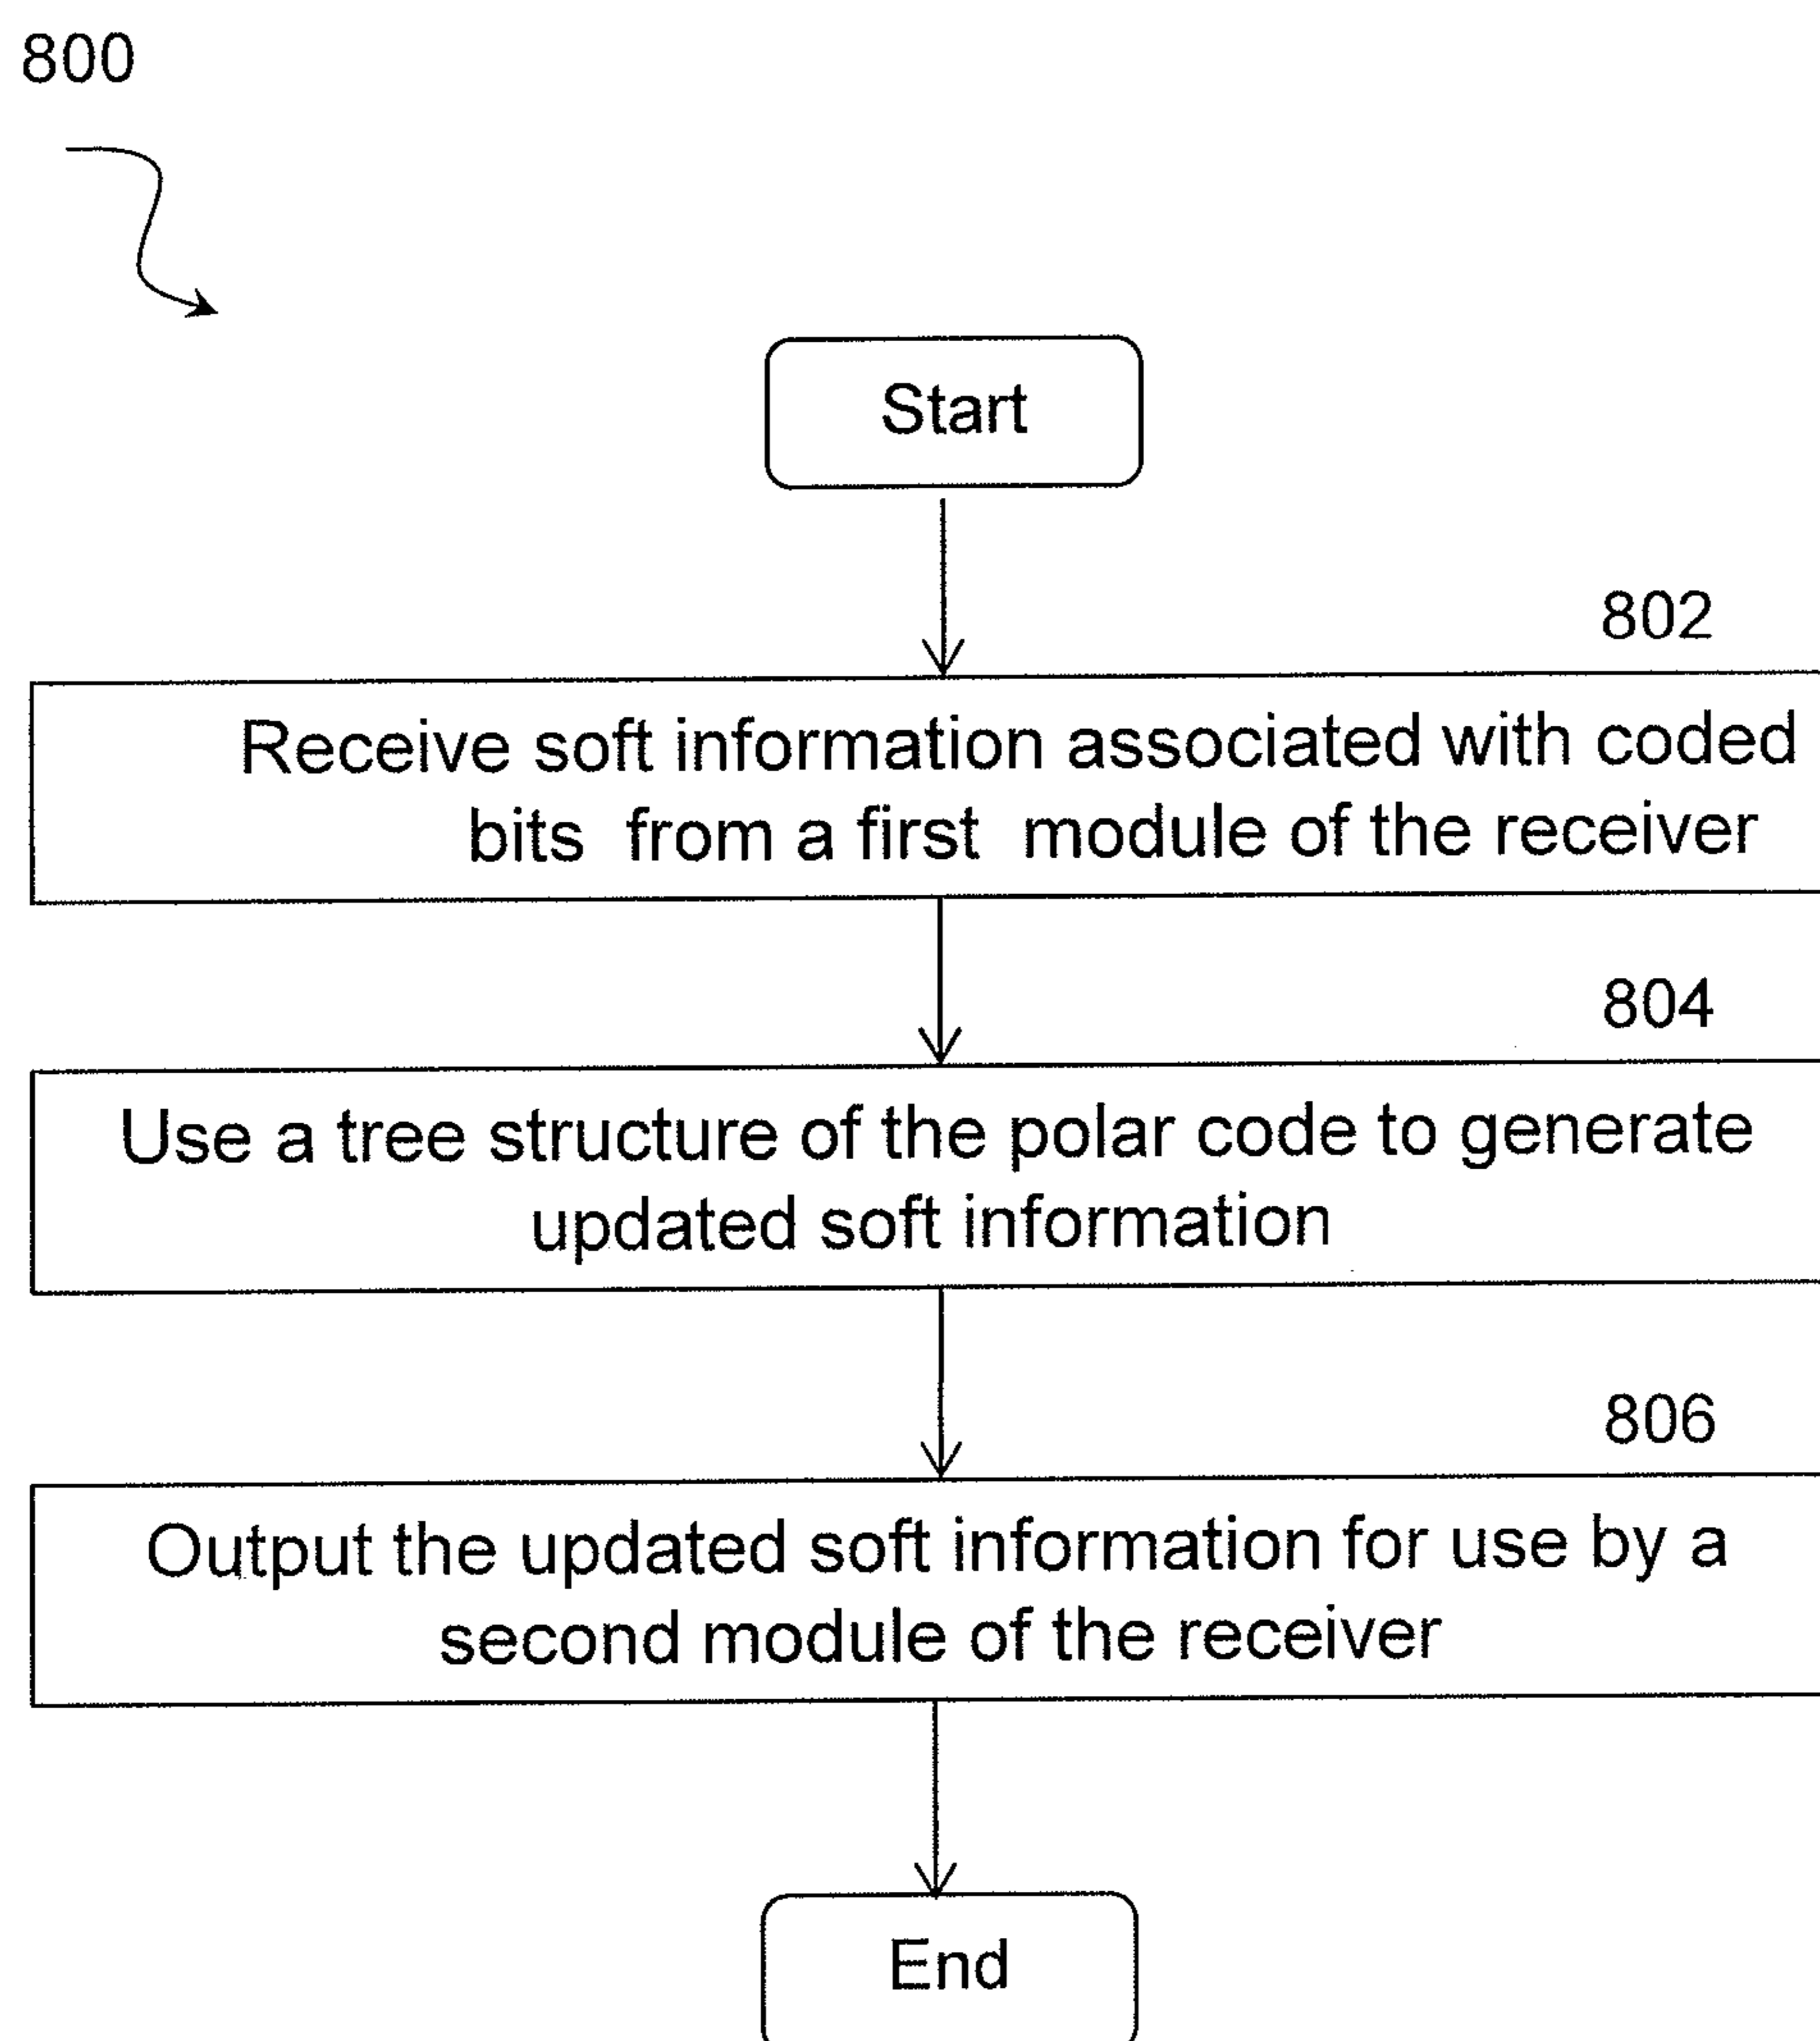 800
Start
802
Receive soft information associated with coded
bits from a first module of the receiver
804
Use a tree structure of the polar code to generate
updated soft information
806
Output the updated soft information for use by a
second module of the receiver
End